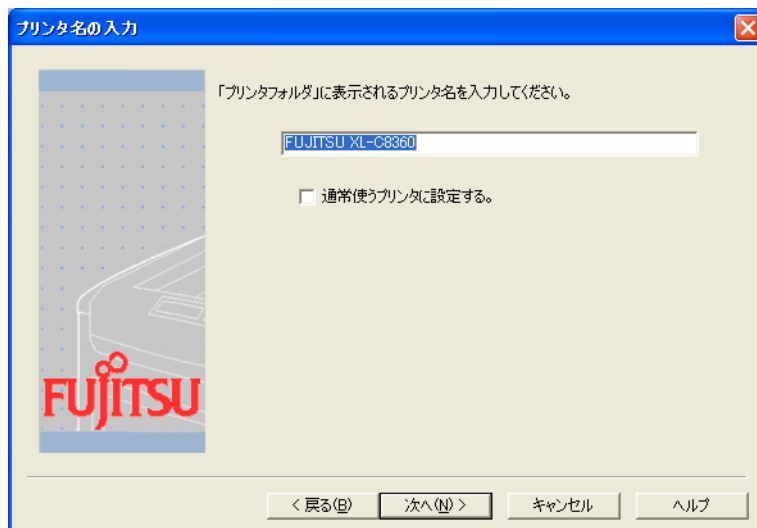 プリンタ名の入力
「プリンタフォルダ」に表示されるプリンタ名を入力してください。
FUJITSU XL-C8360
通常使うプリンタに設定する。
FUJITSU
< 戻る(B)
次へ(N) >
キャンセル
ヘルプ